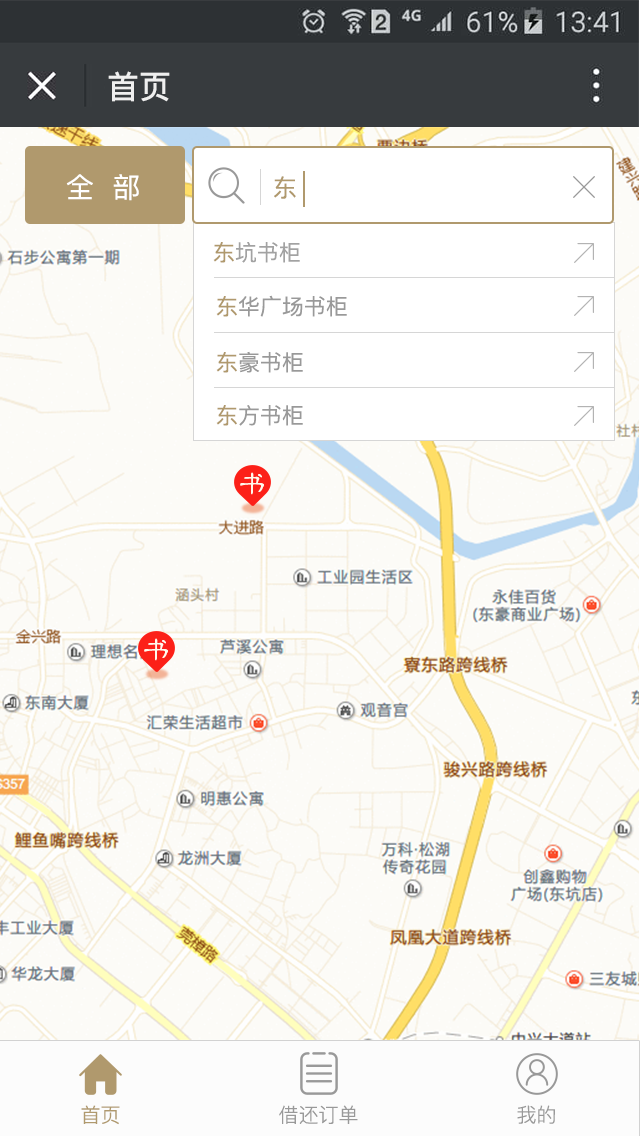 2 4G 61% 13:41
首页
全 部
东
东坑书柜
东华广场书柜
东豪书柜
东方书柜
石步公寓第一期
书
大进路
工业园生活区
涵头村
永佳百货
(东豪商业广场)
金兴路
理想名
书
芦溪公寓
寮东路跨线桥
东南大厦
汇荣生活超市
观音宫
S357
骏兴路跨线桥
明惠公寓
鲤鱼嘴跨线桥
龙洲大厦
万科·松湖
传奇花园
创鑫购物
广场(东坑店)
丰工业大厦
莞樟路
凤凰大道跨线桥
华龙大厦
三友城
首页
借还订单
我的